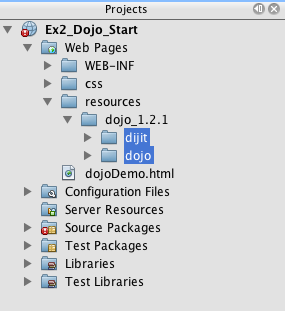 Projects
Ex2_Dojo_Start
Web Pages
WEB-INF
css
resources
dojo_1.2.1
dijit
dojo
dojoDemo.html
Configuration Files
Server Resources
Source Packages
Test Packages
Libraries
Test Libraries